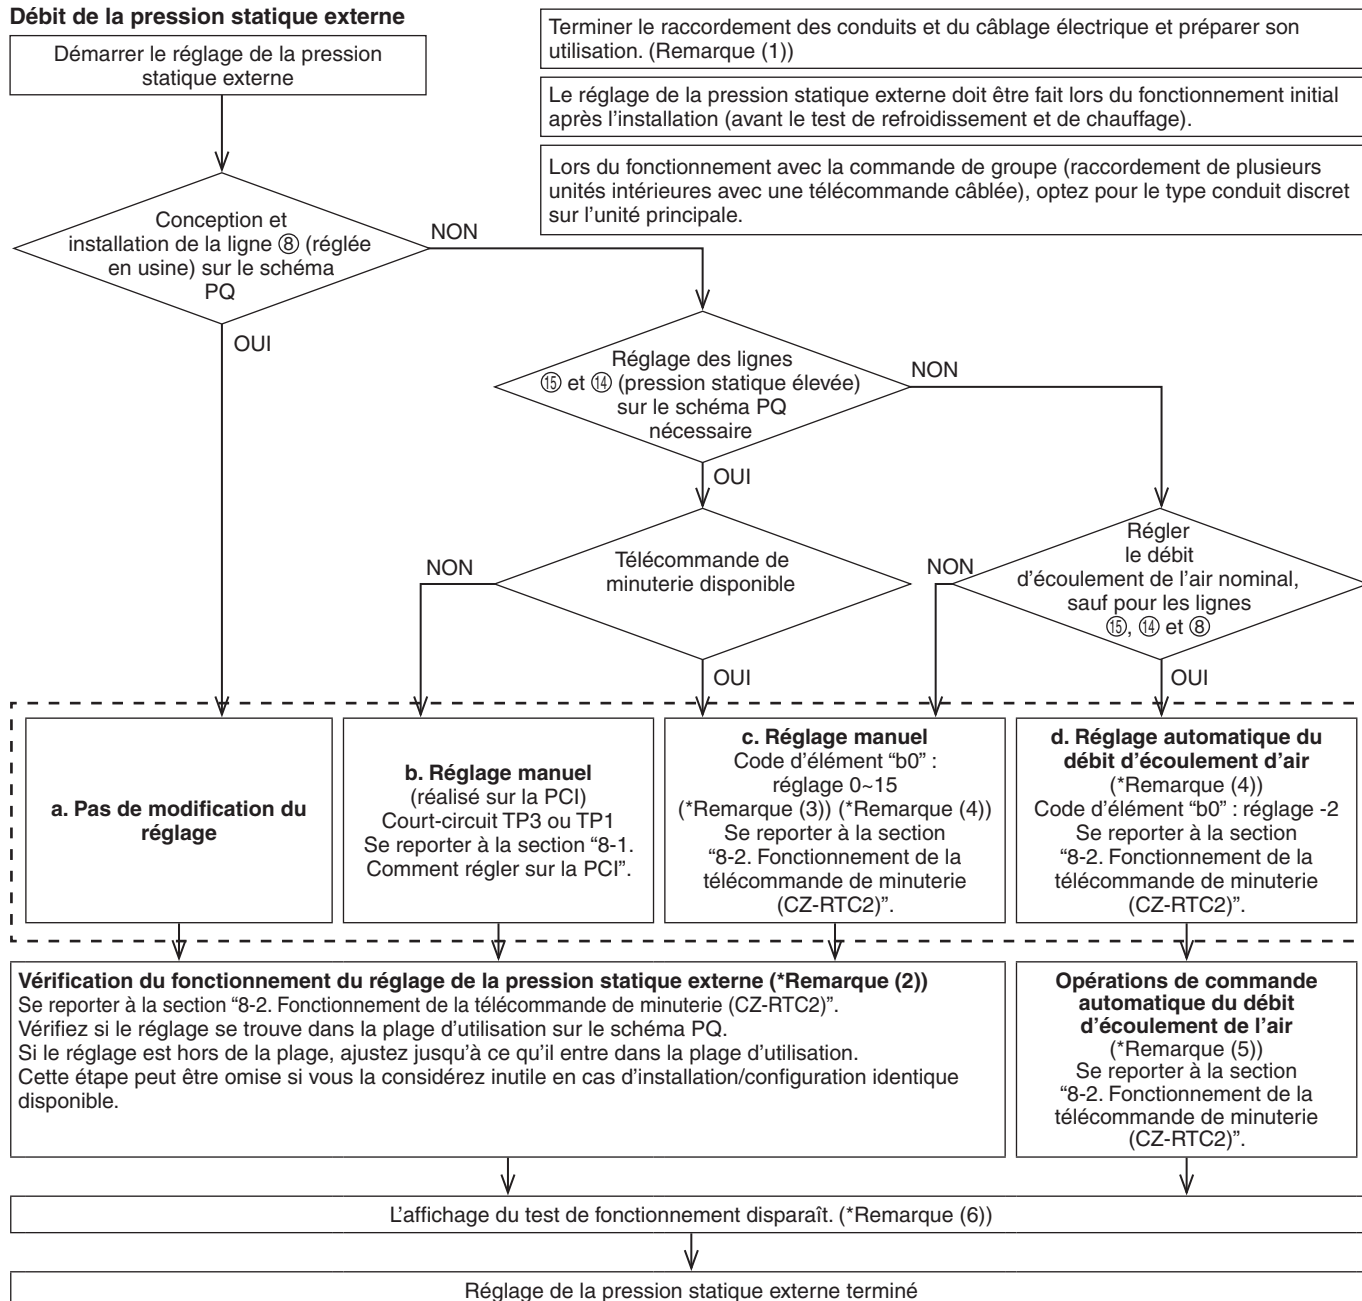 Débit de la pression statique externe
Démarrer le réglage de la pression
statique externe
Terminer le raccordement des conduits et du câblage électrique et préparer son
utilisation. (Remarque (1))
Le réglage de la pression statique externe doit être fait lors du fonctionnement initial
après l'installation (avant le test de refroidissement et de chauffage).
Lors du fonctionnement avec la commande de groupe (raccordement de plusieurs
unités intérieures avec une télécommande câblée), optez pour le type conduit discret
sur l'unité principale.
Conception et
installation de la ligne ⑧ (réglée
en usine) sur le schéma
PQ
NON
OUI
Réglage des lignes
⑮ et ⑭ (pression statique élevée)
sur le schéma PQ
nécessaire
NON
OUI
Télécommande de
minuterie disponible
NON
OUI
Régler
le débit
d'écoulement de l'air nominal,
sauf pour les lignes
⑮, ⑭ et ⑧
NON
OUI
a. Pas de modification du
réglage
b. Réglage manuel
(réalisé sur la PCI)
Court-circuit TP3 ou TP1
Se reporter à la section “8-1.
Comment régler sur la PCI”.
c. Réglage manuel
Code d'élément “b0” :
réglage 0~15
(*Remarque (3)) (*Remarque (4))
Se reporter à la section
“8-2. Fonctionnement de la
télécommande de minuterie
(CZ-RTC2)”.
d. Réglage automatique du
débit d'écoulement d'air
(*Remarque (4))
Code d'élément “b0” : réglage -2
Se reporter à la section
“8-2. Fonctionnement de la
télécommande de minuterie
(CZ-RTC2)”.
Vérification du fonctionnement du réglage de la pression statique externe (*Remarque (2))
Se reporter à la section “8-2. Fonctionnement de la télécommande de minuterie (CZ-RTC2)”.
Vérifiez si le réglage se trouve dans la plage d'utilisation sur le schéma PQ.
Si le réglage est hors de la plage, ajustez jusqu'à ce qu'il entre dans la plage d'utilisation.
Cette étape peut être omise si vous la considérez inutile en cas d'installation/configuration identique
disponible.
Opérations de commande
automatique du débit
d'écoulement de l'air
(*Remarque (5))
Se reporter à la section
“8-2. Fonctionnement de la
télécommande de minuterie
(CZ-RTC2)”.
L'affichage du test de fonctionnement disparaît. (*Remarque (6))
Réglage de la pression statique externe terminé